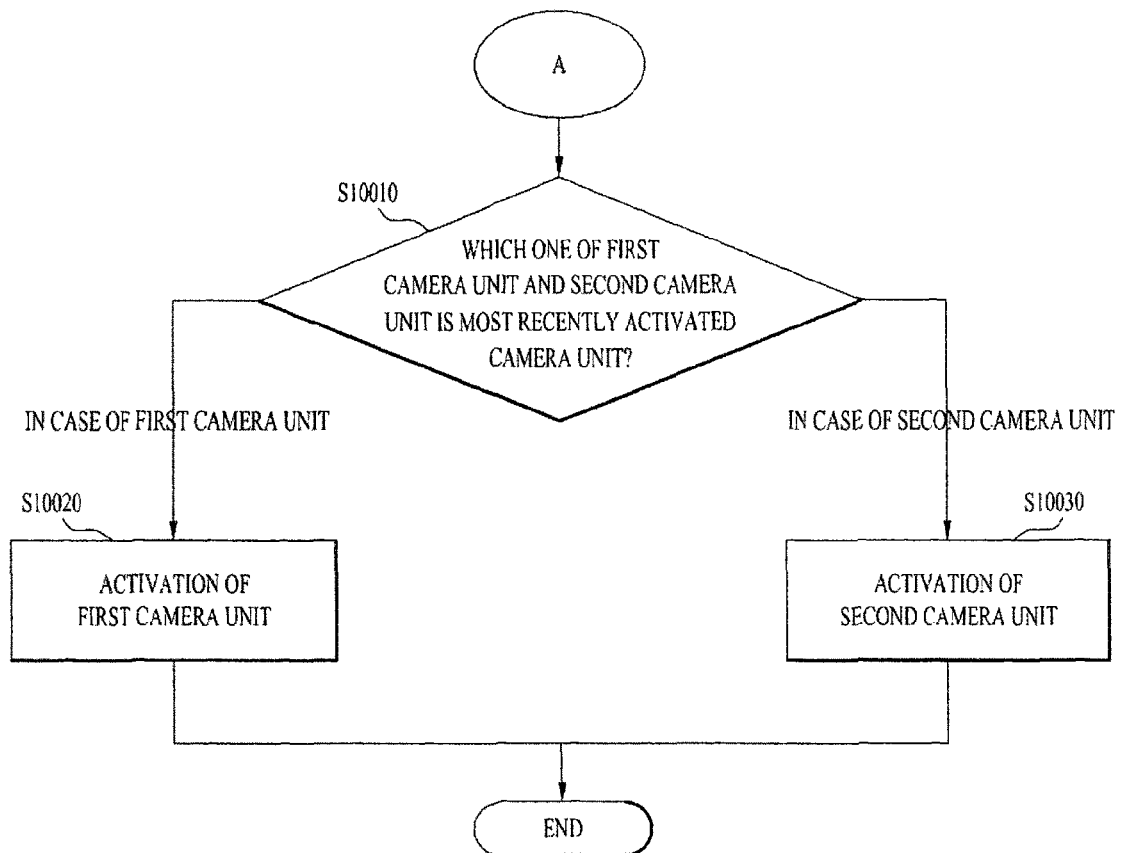 A
S10010
WHICH ONE OF FIRST
CAMERA UNIT AND SECOND CAMERA
UNIT IS MOST RECENTLY ACTIVATED
CAMERA UNIT?
IN CASE OF FIRST CAMERA UNIT
IN CASE OF SECOND CAMERA UNIT
S10020
S10030
ACTIVATION OF
FIRST CAMERA UNIT
ACTIVATION OF
SECOND CAMERA UNIT
END